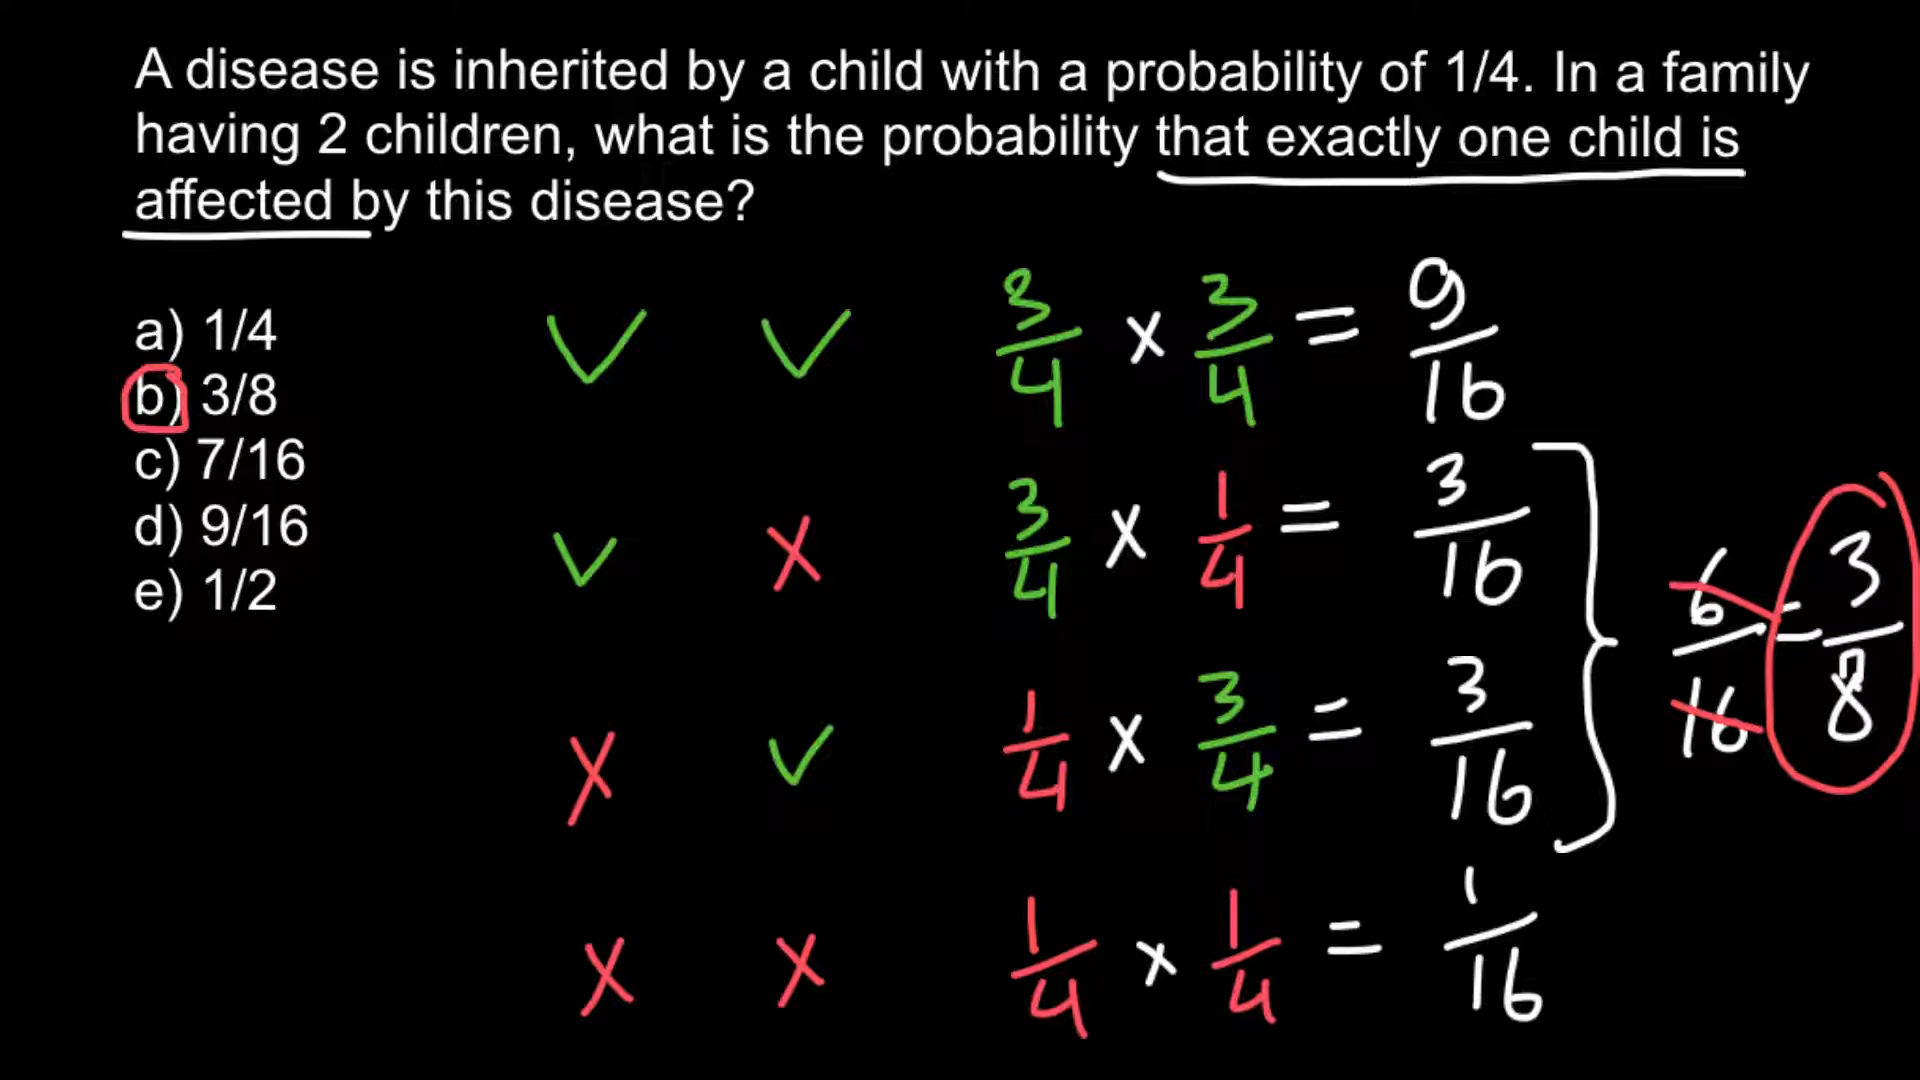 A disease is inherited by a child with a probability of 1/4. In a family
having 2 children, what is the probability that exactly one child is
affected by this disease?
a) 1/4
b) 3/8
c) 7/16
d) 9/16
e) 1/2
✓ ✓ 3/4 x 3/4 = 9/16
✓ X 3/4 x 1/4 = 3/16
X ✓ 1/4 x 3/4 = 3/16
6/16 = 3/8
X X 1/4 x 1/4 = 1/16